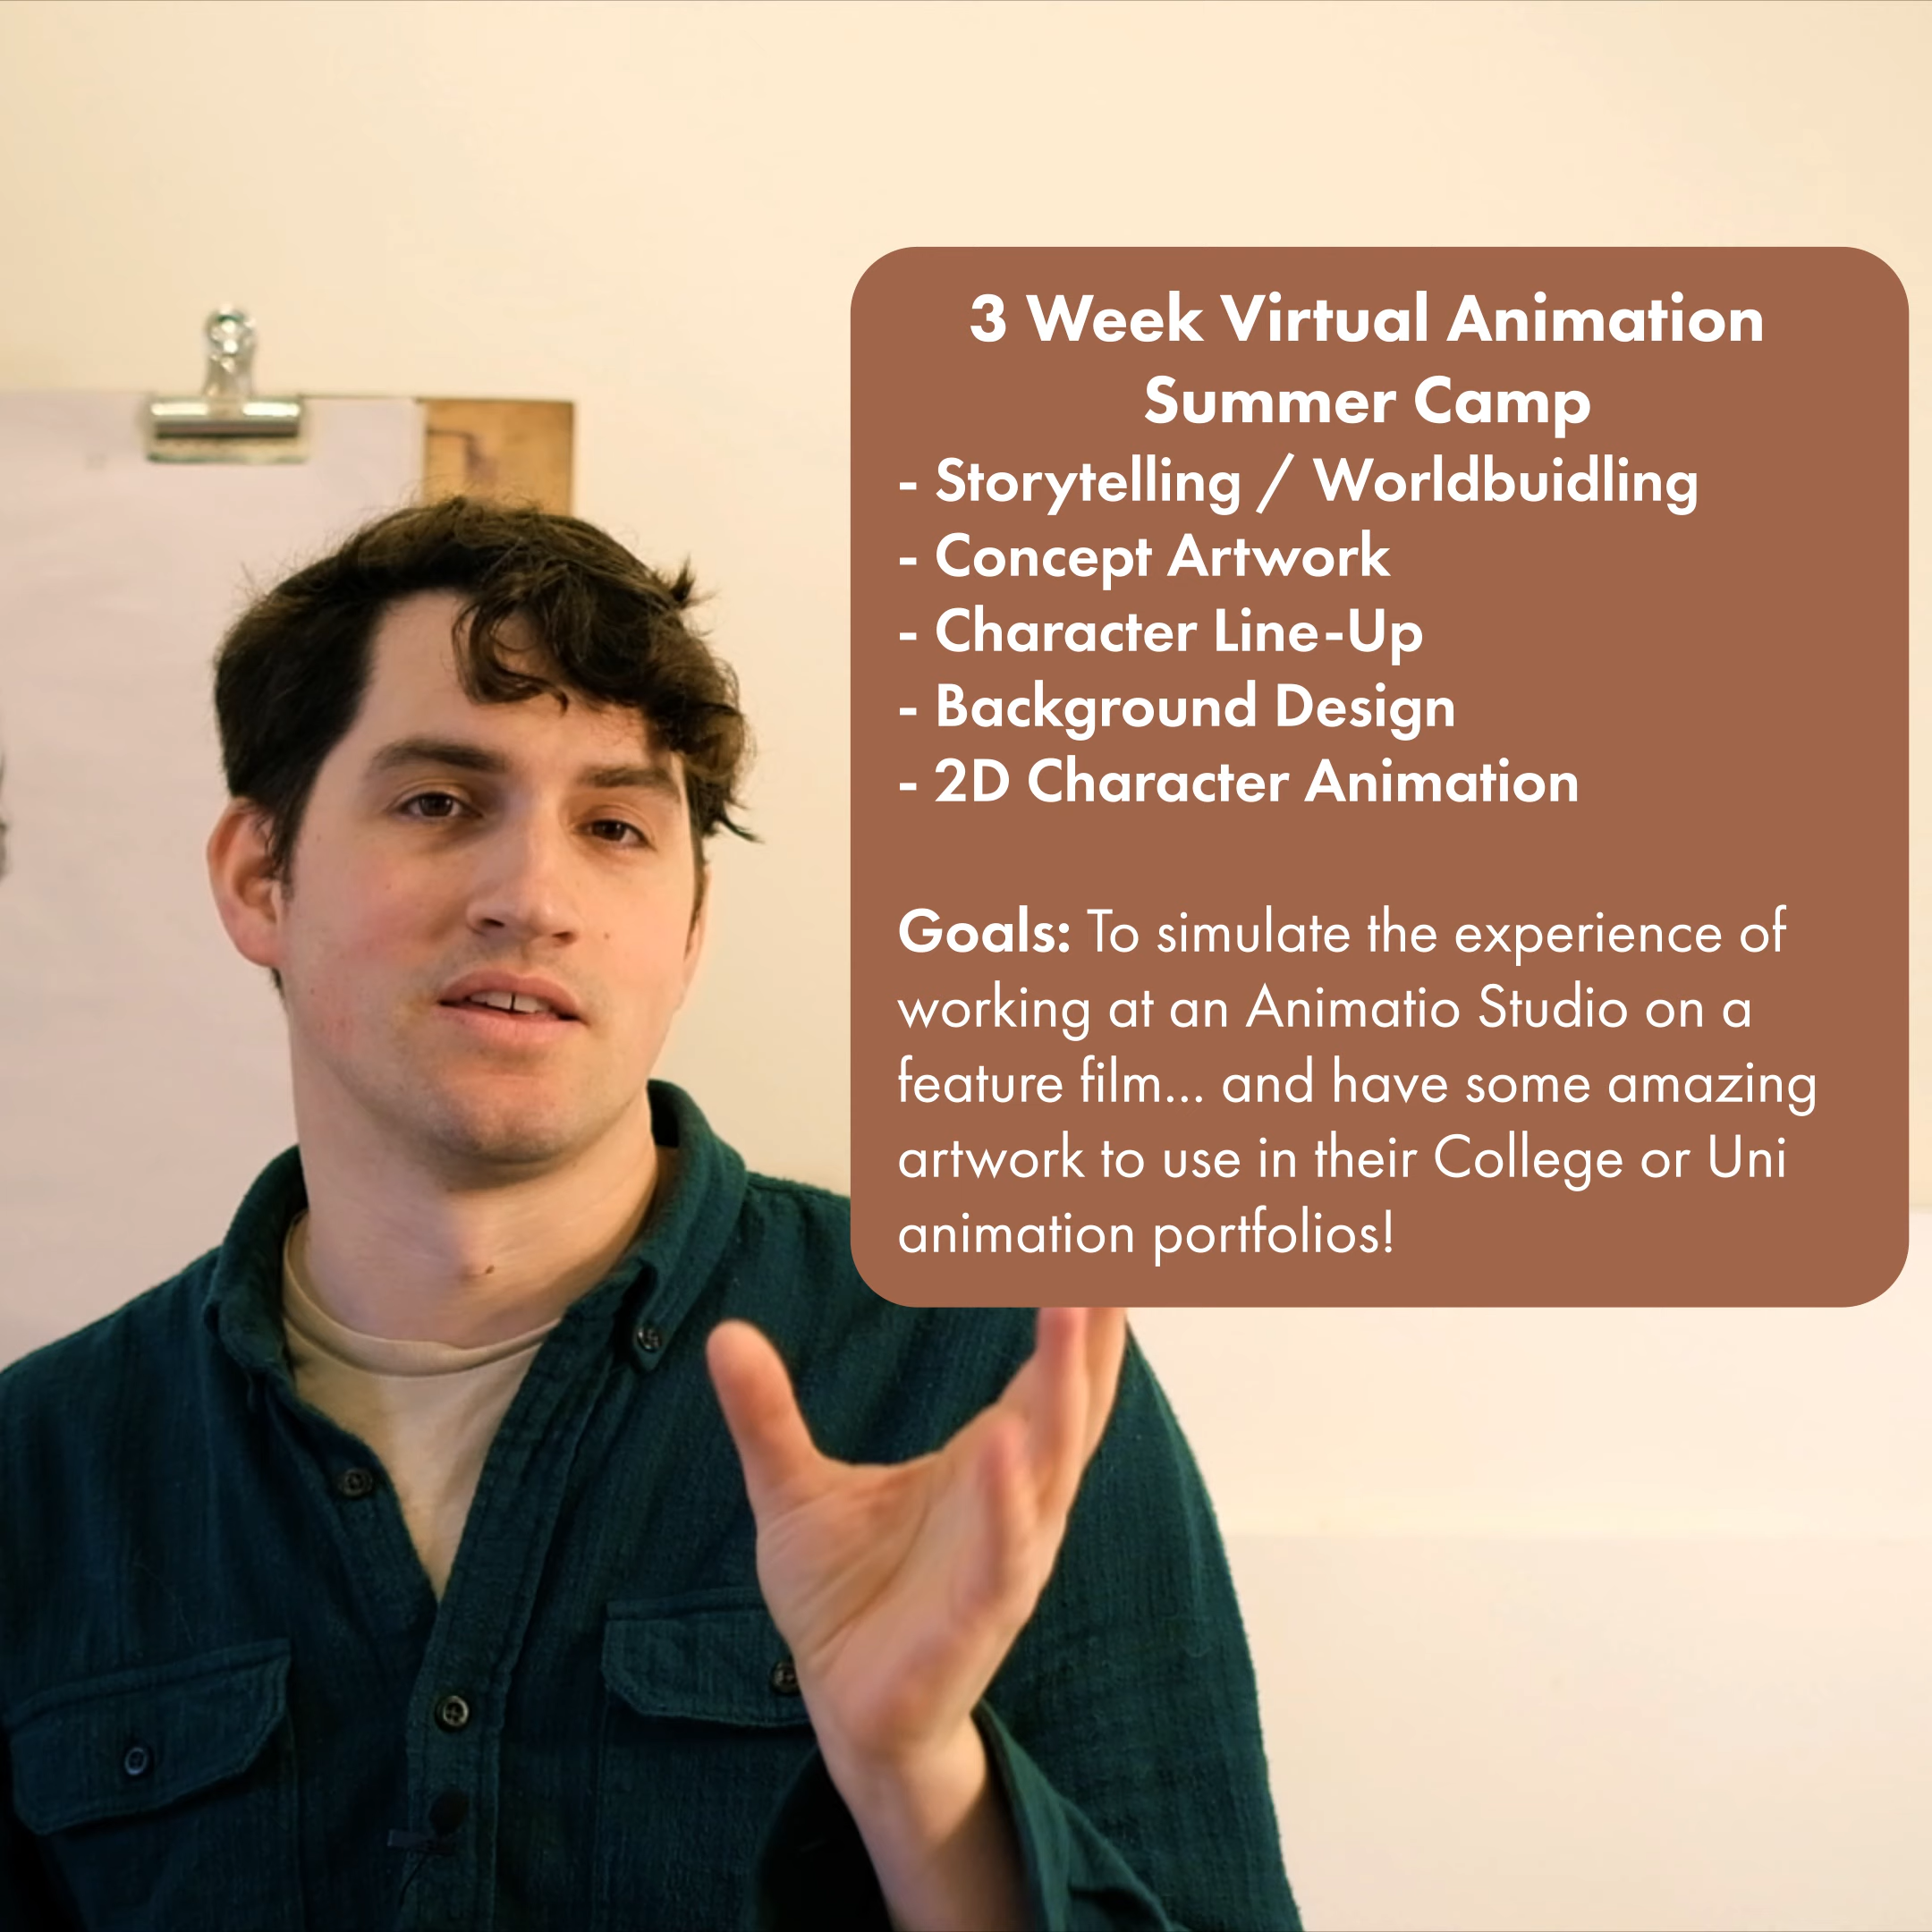 3 Week Virtual Animation
Summer Camp
- Storytelling / Worldbuidling
- Concept Artwork
- Character Line-Up
- Background Design
- 2D Character Animation
Goals: To simulate the experience of
working at an Animatio Studio on a
feature film... and have some amazing
artwork to use in their College or Uni
animation portfolios!